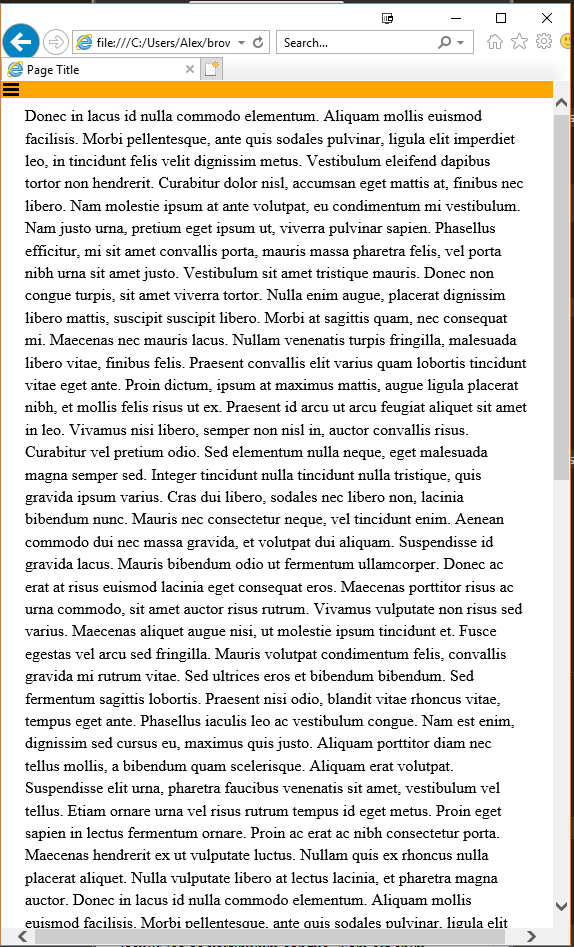 file:///C:/Users/Alex/brov
Search...
Page Title
Donec in lacus id nulla commodo elementum. Aliquam mollis euismod
facilisis. Morbi pellentesque, ante quis sodales pulvinar, ligula elit imperdiet
leo, in tincidunt felis velit dignissim metus. Vestibulum eleifend dapibus
tortor non hendrerit. Curabitur dolor nisl, accumsan eget mattis at, finibus nec
libero. Nam molestie ipsum at ante volutpat, eu condimentum mi vestibulum.
Nam justo urna, pretium eget ipsum ut, viverra pulvinar sapien. Phasellus
efficitur, mi sit amet convallis porta, mauris massa pharetra felis, vel porta
nibh urna sit amet justo. Vestibulum sit amet tristique mauris. Donec non
congue turpis, sit amet viverra tortor. Nulla enim augue, placerat dignissim
libero mattis, suscipit suscipit libero. Morbi at sagittis quam, nec consequat
mi. Maecenas nec mauris lacus. Nullam venenatis turpis fringilla, malesuada
libero vitae, finibus felis. Praesent convallis elit varius quam lobortis tincidunt
vitae eget ante. Proin dictum, ipsum at maximus mattis, augue ligula placerat
nibh, et mollis felis risus ut ex. Praesent id arcu ut arcu feugiat aliquet sit amet
in leo. Vivamus nisi libero, semper non nisl in, auctor convallis risus.
Curabitur vel pretium odio. Sed elementum nulla neque, eget malesuada
magna semper sed. Integer tincidunt nulla tincidunt nulla tristique, quis
gravida ipsum varius. Cras dui libero, sodales nec libero non, lacinia
bibendum nunc. Mauris nec consectetur neque, vel tincidunt enim. Aenean
commodo dui nec massa gravida, et volutpat dui aliquam. Suspendisse id
gravida lacus. Mauris bibendum odio ut fermentum ullamcorper. Donec ac
erat at risus euismod lacinia eget consequat eros. Maecenas porttitor risus ac
urna commodo, sit amet auctor risus rutrum. Vivamus vulputate non risus sed
varius. Maecenas aliquet augue nisi, ut molestie ipsum tincidunt et. Fusce
egestas vel arcu sed fringilla. Mauris volutpat condimentum felis, convallis
gravida mi rutrum vitae. Sed ultrices eros et bibendum bibendum. Sed
fermentum sagittis lobortis. Praesent nisi odio, blandit vitae rhoncus vitae,
tempus eget ante. Phasellus iaculis leo ac vestibulum congue. Nam est enim,
dignissim sed cursus eu, maximus quis justo. Aliquam porttitor diam nec
tellus mollis, a bibendum quam scelerisque. Aliquam erat volutpat.
Suspendisse elit urna, pharetra faucibus venenatis sit amet, vestibulum vel
tellus. Etiam ornare urna vel risus rutrum tempus id eget metus. Proin eget
sapien in lectus fermentum ornare. Proin ac erat ac nibh consectetur porta.
Maecenas hendrerit ex ut vulputate luctus. Nullam quis ex rhoncus nulla
placerat aliquet. Nulla vulputate libero at lectus lacinia, et pharetra magna
auctor. Donec in lacus id nulla commodo elementum. Aliquam mollis
euismod facilisis. Morbi pellentesque, ante quis sodales pulvinar, ligula elit